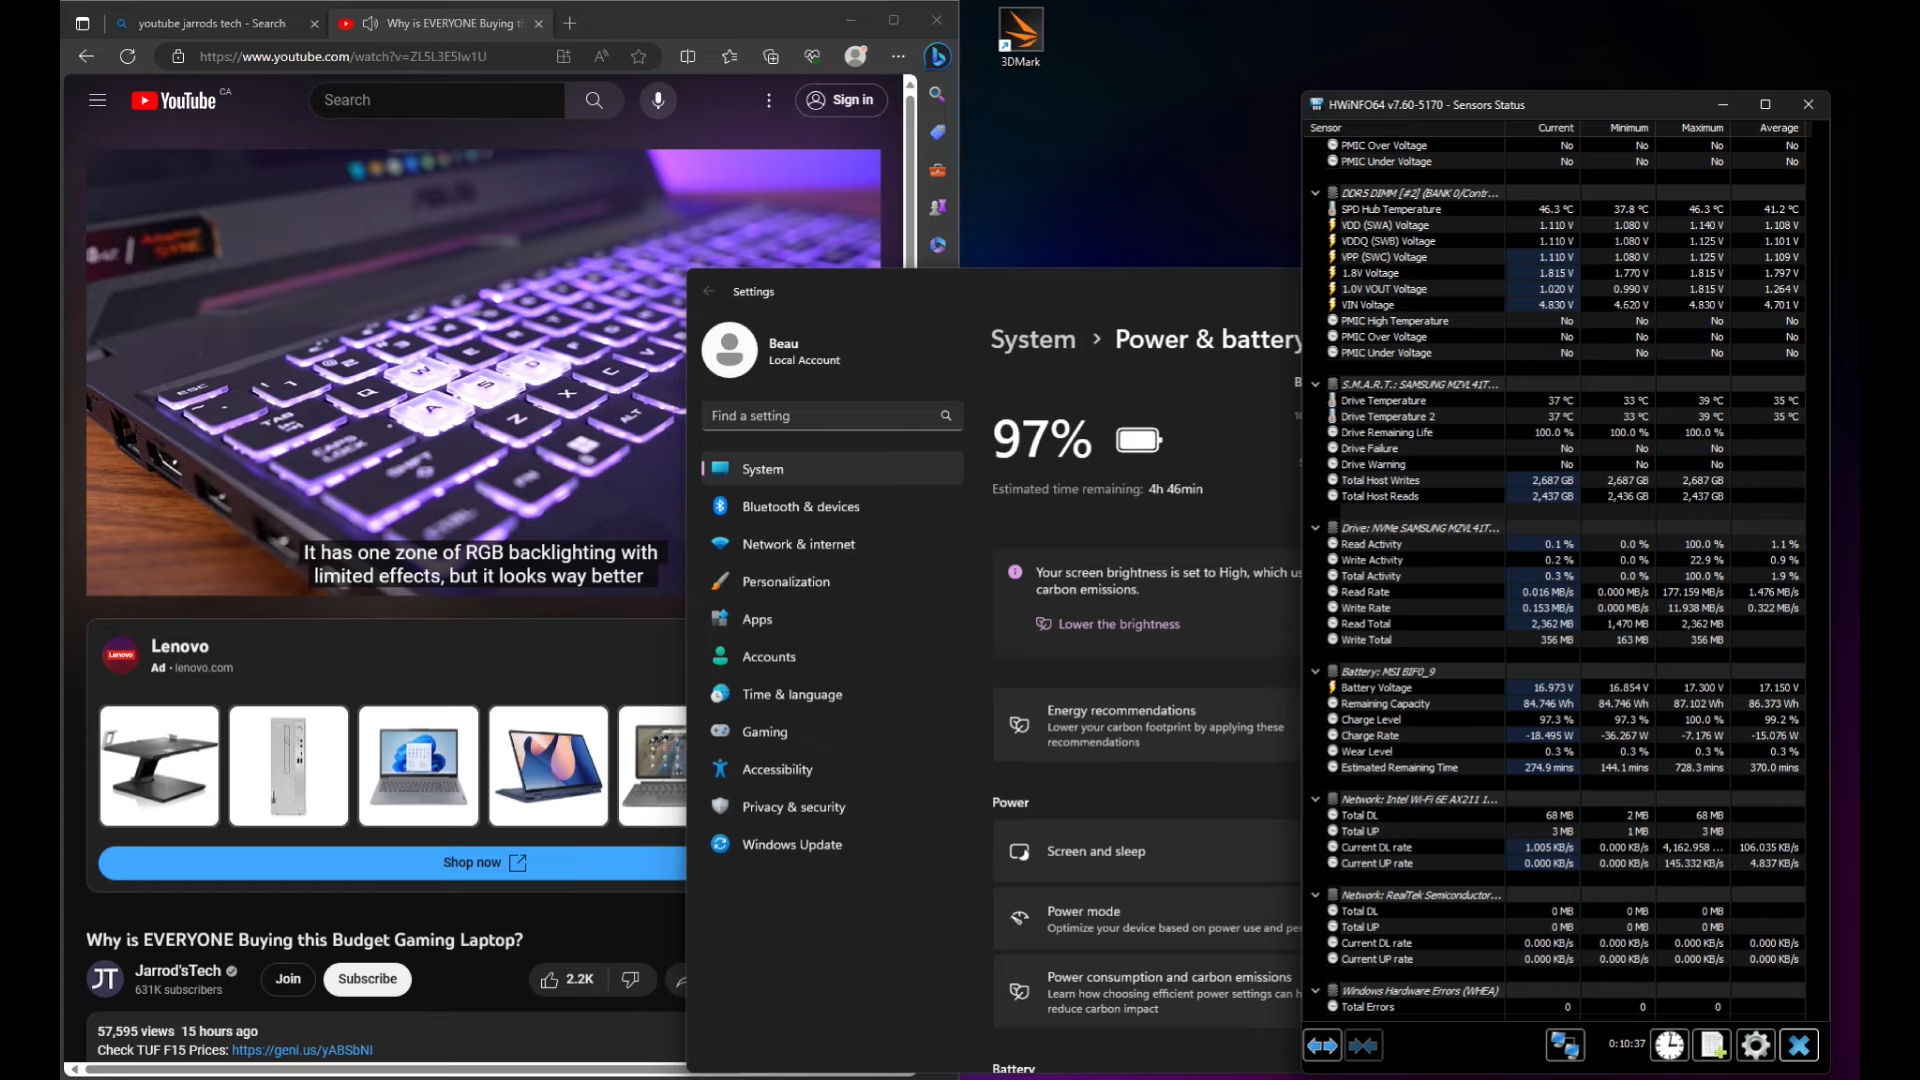 youtube jarrods tech - Search
Why is EVERYONE Buying th
https://www.youtube.com/watch?v=ZL5L3E5lw1U
YouTube CA
Search
Sign in
It has one zone of RGB backlighting with
limited effects, but it looks way better
Lenovo
Lenovo
Ad · lenovo.com
Shop now
Why is EVERYONE Buying this Budget Gaming Laptop?
JT
Jarrod'sTech
631K subscribers
Join
Subscribe
2.2K
57,595 views 15 hours ago
Check TUF F15 Prices: https://geni.us/yABSbNI
3DMark
Settings
Beau
Local Account
Find a setting
System
Bluetooth & devices
Network & internet
Personalization
Apps
Accounts
Time & language
Gaming
Accessibility
Privacy & security
Windows Update
System > Power & battery
97%
Estimated time remaining: 4h 46min
Your screen brightness is set to High, which us
carbon emissions.
Lower the brightness
Energy recommendations
Lower your carbon footprint by applying these
recommendations
Power
Screen and sleep
Power mode
Optimize your device based on power use and pe
Power consumption and carbon emissions
Learn how choosing efficient power settings can h
reduce carbon impact
Battery
HWiNFO64 v7.60-5170 - Sensors Status
Sensor Current Minimum Maximum Average
PMIC Over Voltage No No No No
PMIC Under Voltage No No No No
DDR5 DIMM [#2] (BANK 0/Contr...
SPD Hub Temperature 46.3 °C 37.8 °C 46.3 °C 41.2 °C
VDD (SWA) Voltage 1.110 V 1.080 V 1.140 V 1.108 V
VDDQ (SWB) Voltage 1.110 V 1.080 V 1.125 V 1.101 V
VPP (SWC) Voltage 1.110 V 1.080 V 1.125 V 1.109 V
1.8V Voltage 1.815 V 1.770 V 1.815 V 1.797 V
1.0V VOUT Voltage 1.020 V 0.990 V 1.815 V 1.264 V
VIN Voltage 4.830 V 4.620 V 4.830 V 4.701 V
PMIC High Temperature No No No No
PMIC Over Voltage No No No No
PMIC Under Voltage No No No No
S.M.A.R.T.: SAMSUNG MZVL41T...
Drive Temperature 37 °C 33 °C 39 °C 35 °C
Drive Temperature 2 37 °C 33 °C 39 °C 35 °C
Drive Remaining Life 100.0 % 100.0 % 100.0 %
Drive Failure No No No
Drive Warning No No No
Total Host Writes 2,687 GB 2,687 GB 2,687 GB
Total Host Reads 2,437 GB 2,436 GB 2,437 GB
Drive: NVMe SAMSUNG MZVL41T...
Read Activity 0.1 % 0.0 % 100.0 % 1.1 %
Write Activity 0.2 % 0.0 % 22.9 % 0.9 %
Total Activity 0.3 % 0.0 % 100.0 % 1.9 %
Read Rate 0.016 MB/s 0.000 MB/s 177.159 MB/s 1.476 MB/s
Write Rate 0.153 MB/s 0.000 MB/s 11.938 MB/s 0.322 MB/s
Read Total 2,362 MB 1,470 MB 2,362 MB
Write Total 356 MB 163 MB 356 MB
Battery: MSI BIF0_9
Battery Voltage 16.973 V 16.854 V 17.300 V 17.150 V
Remaining Capacity 84.746 Wh 84.746 Wh 87.102 Wh 86.373 Wh
Charge Level 97.3 % 97.3 % 100.0 % 99.2 %
Charge Rate -18.495 W -36.267 W -7.176 W -15.076 W
Wear Level 0.3 % 0.3 % 0.3 % 0.3 %
Estimated Remaining Time 274.9 mins 144.1 mins 728.3 mins 370.0 mins
Network: Intel Wi-Fi 6E AX211 1...
Total DL 68 MB 2 MB 68 MB
Total UP 3 MB 1 MB 3 MB
Current DL rate 1.005 KB/s 0.000 KB/s 4,162.958 ... 106.035 KB/s
Current UP rate 0.000 KB/s 0.000 KB/s 145.332 KB/s 4.837 KB/s
Network: RealTek Semiconductor...
Total DL 0 MB 0 MB 0 MB
Total UP 0 MB 0 MB 0 MB
Current DL rate 0.000 KB/s 0.000 KB/s 0.000 KB/s 0.000 KB/s
Current UP rate 0.000 KB/s 0.000 KB/s 0.000 KB/s 0.000 KB/s
Windows Hardware Errors (WHEA)
Total Errors 0 0 0
0:10:37